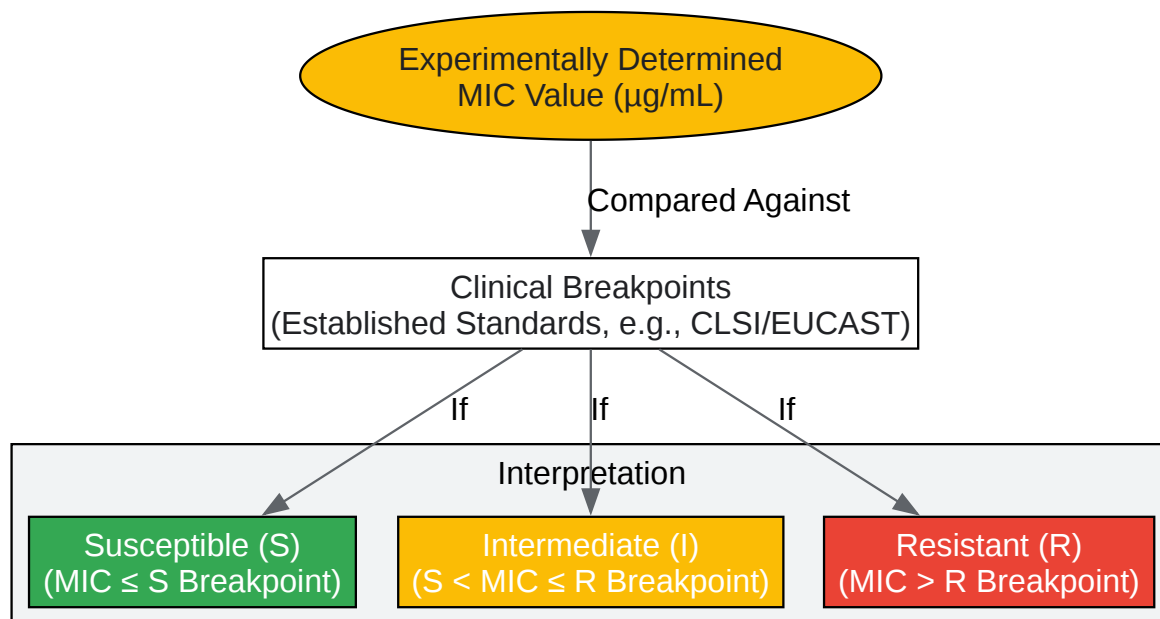 Experimentally Determined
MIC Value (µg/mL)
Compared Against
Clinical Breakpoints
(Established Standards, e.g., CLSI/EUCAST)
If
If
If
Interpretation
Susceptible (S)
(MIC ≤ S Breakpoint)
Intermediate (I)
(S < MIC ≤ R Breakpoint)
Resistant (R)
(MIC > R Breakpoint)